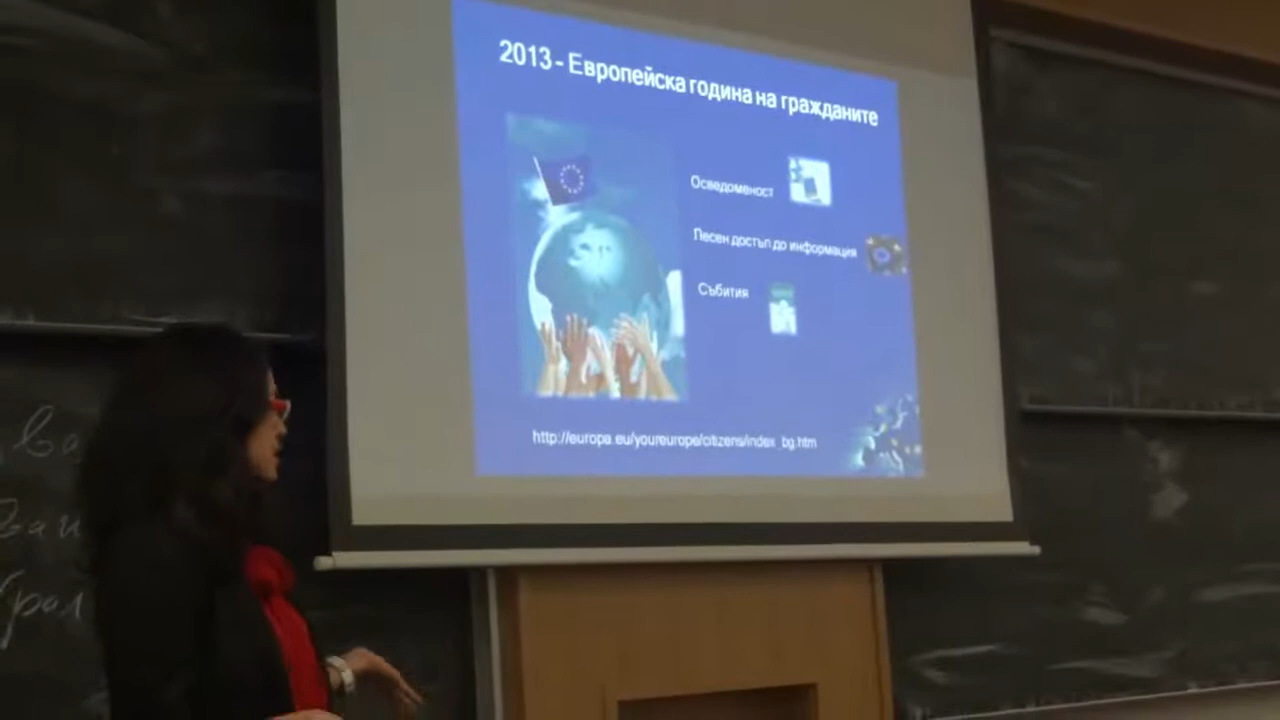 2013 - Европейска година на гражданите
Осведоменост
Лесен достъп до информация
Събития
http://europa.eu/youreurope/citizens/index_bg.htm